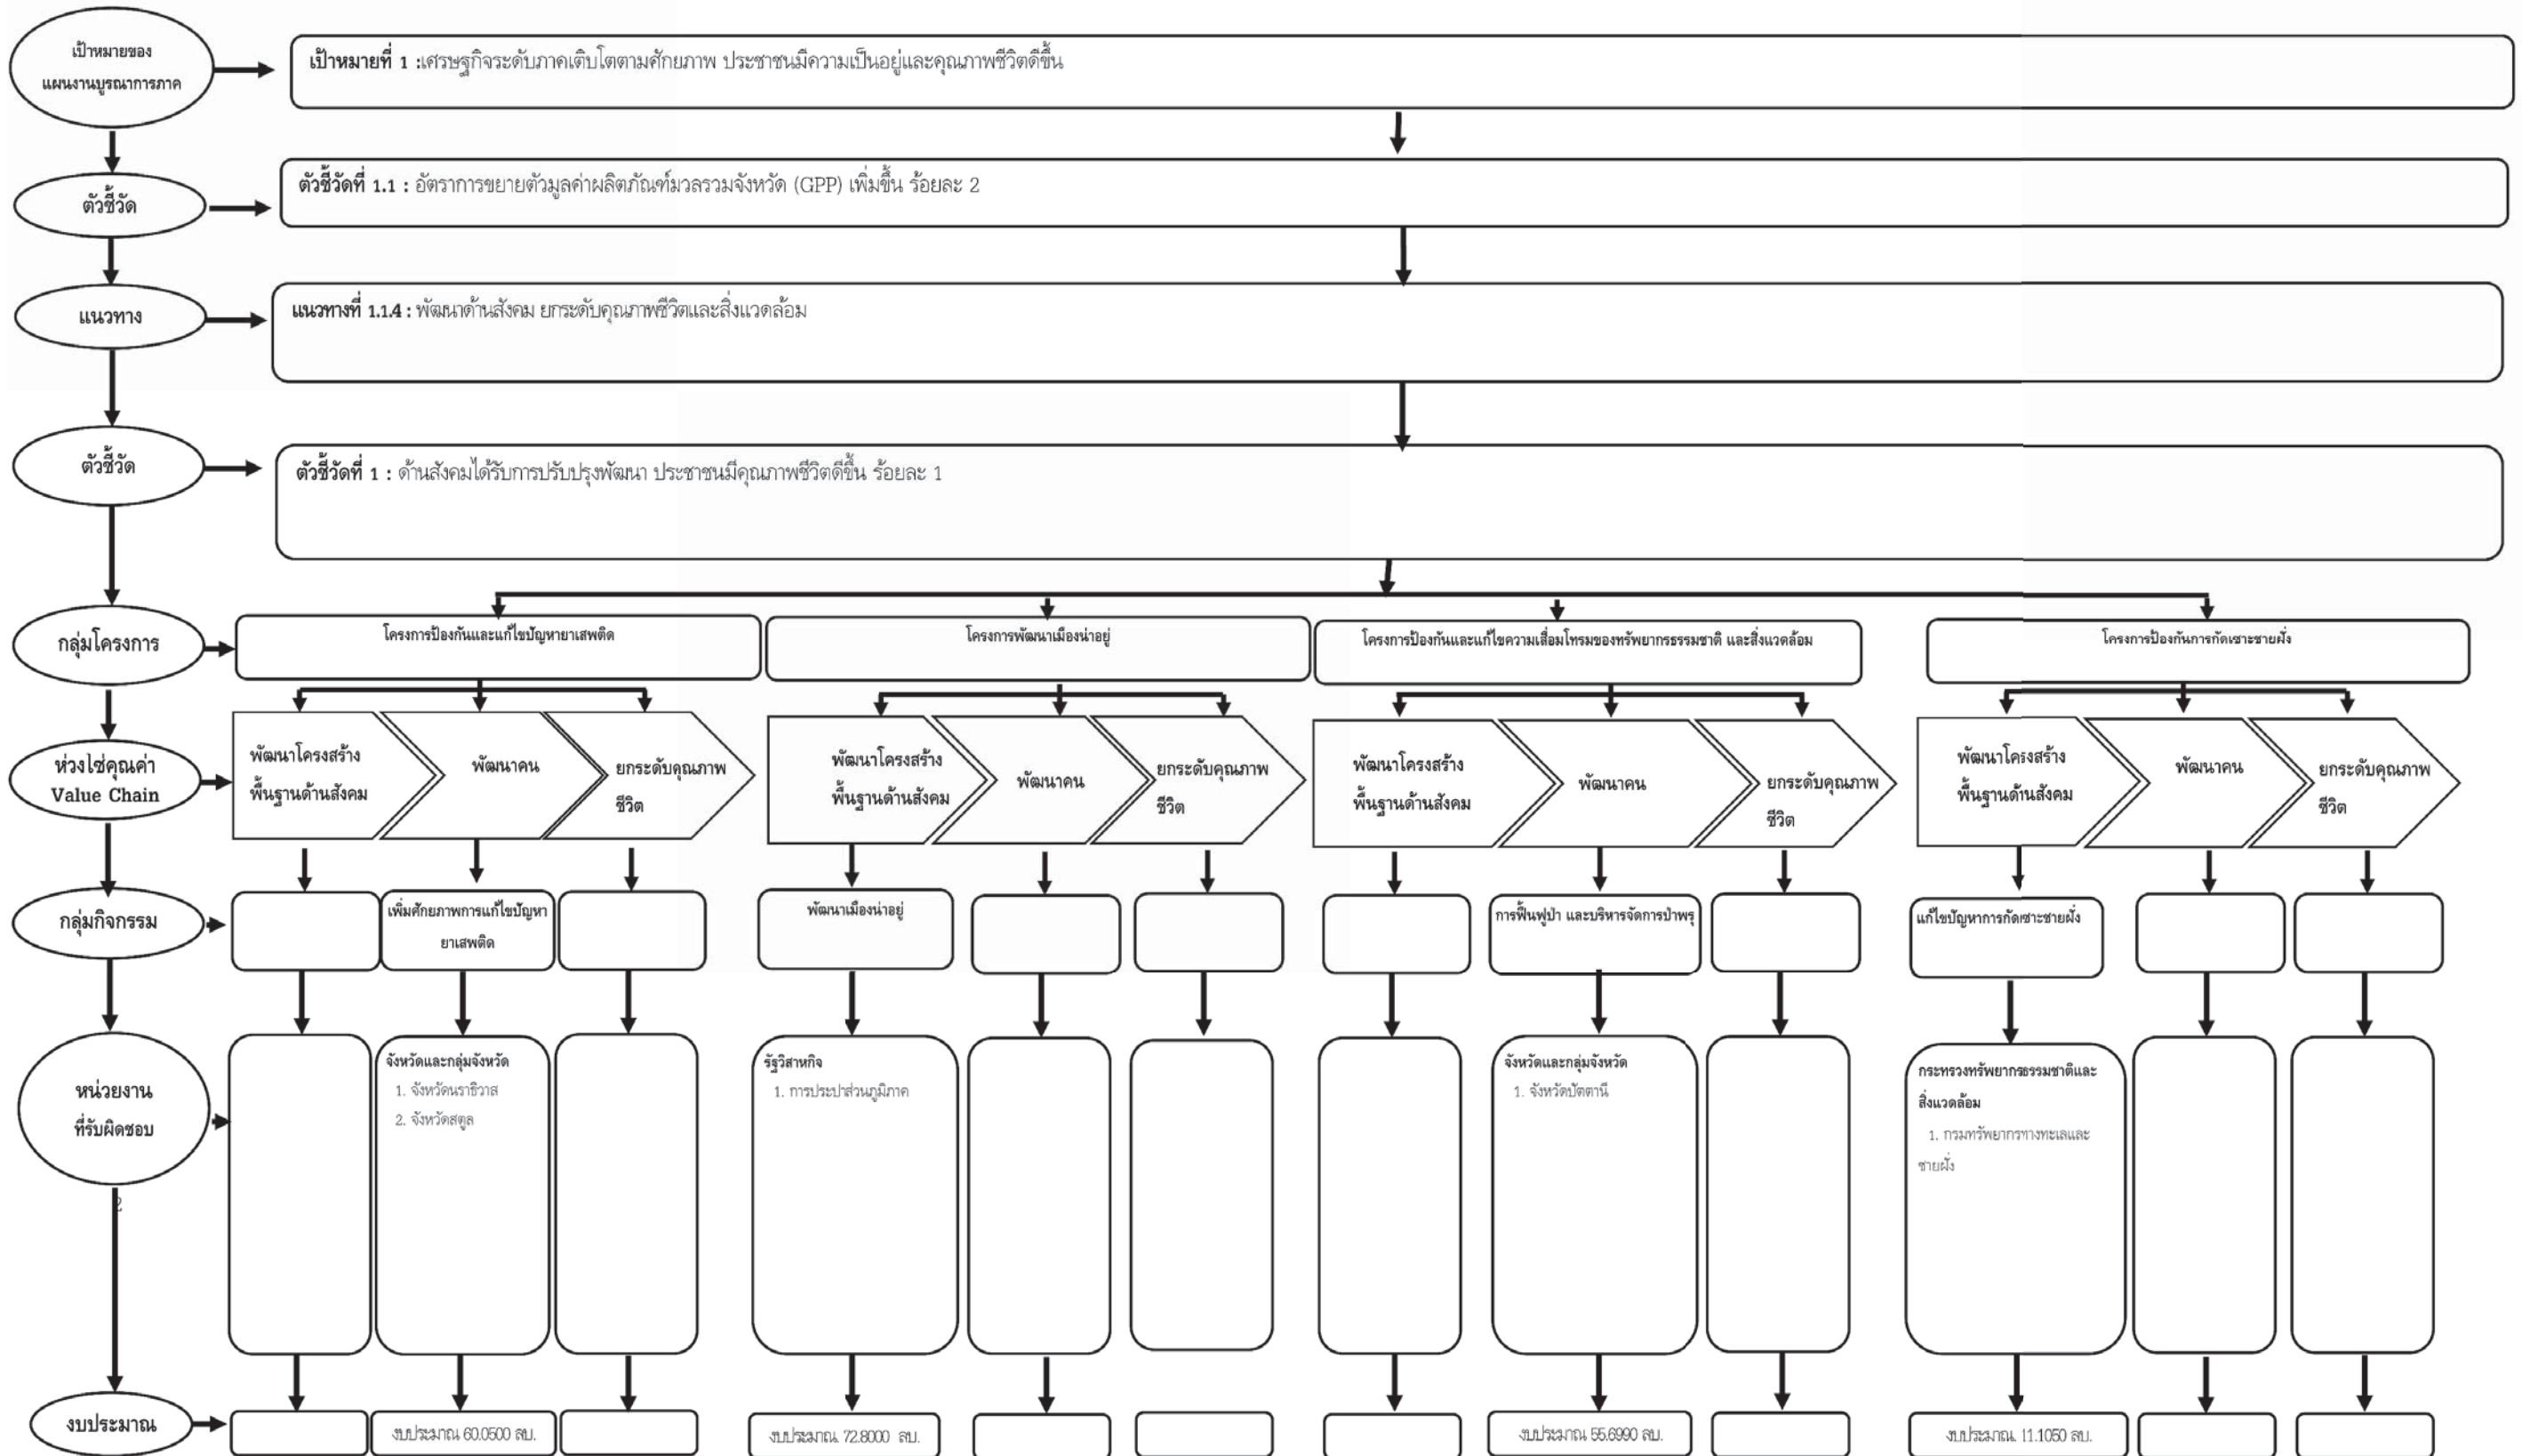 เป้าหมายของ
แผนงานบูรณาการภาค
เป้าหมายที่ 1 :เศรษฐกิจระดับภาคเติบโตตามศักยภาพ ประชาชนมีความเป็นอยู่และคุณภาพชีวิตดีขึ้น
ตัวชี้วัด
ตัวชี้วัดที่ 1.1 : อัตราการขยายตัวมูลค่าผลิตภัณฑ์มวลรวมจังหวัด (GPP) เพิ่มขึ้น ร้อยละ 2
แนวทาง
แนวทางที่ 1.1.4 : พัฒนาด้านสังคม ยกระดับคุณภาพชีวิตและสิ่งแวดล้อม
ตัวชี้วัด
ตัวชี้วัดที่ 1 : ด้านสังคมได้รับการปรับปรุงพัฒนา ประชาชนมีคุณภาพชีวิตดีขึ้น ร้อยละ 1
กลุ่มโครงการ
โครงการป้องกันและแก้ไขปัญหายาเสพติด
โครงการพัฒนาเมืองน่าอยู่
โครงการป้องกันและแก้ไขความเสื่อมโทรมของทรัพยากรธรรมชาติ และสิ่งแวดล้อม
โครงการป้องกันการกัดเซาะชายฝั่ง
ห่วงโซ่คุณค่า
Value Chain
พัฒนาโครงสร้าง
พื้นฐานด้านสังคม
พัฒนาคน
ยกระดับคุณภาพ
ชีวิต
พัฒนาโครงสร้าง
พื้นฐานด้านสังคม
พัฒนาคน
ยกระดับคุณภาพ
ชีวิต
พัฒนาโครงสร้าง
พื้นฐานด้านสังคม
พัฒนาคน
ยกระดับคุณภาพ
ชีวิต
พัฒนาโครงสร้าง
พื้นฐานด้านสังคม
พัฒนาคน
ยกระดับคุณภาพ
ชีวิต
กลุ่มกิจกรรม
เพิ่มศักยภาพการแก้ไขปัญหา
ยาเสพติด
พัฒนาเมืองน่าอยู่
การฟื้นฟูป่า และบริหารจัดการป่าพรุ
แก้ไขปัญหาการกัดเซาะชายฝั่ง
หน่วยงาน
ที่รับผิดชอบ
2
จังหวัดและกลุ่มจังหวัด
1. จังหวัดนราธิวาส
2. จังหวัดสตูล
รัฐวิสาหกิจ
1. การประปาส่วนภูมิภาค
จังหวัดและกลุ่มจังหวัด
1. จังหวัดปัตตานี
กระทรวงทรัพยากรธรรมชาติและ
สิ่งแวดล้อม
1. กรมทรัพยากรทางทะเลและ
ชายฝั่ง
งบประมาณ
งบประมาณ 60.0500 ลบ.
งบประมาณ. 72.8000 ลบ.
งบประมาณ 55.6990 ลบ.
งบประมาณ. 11.1050 ลบ.